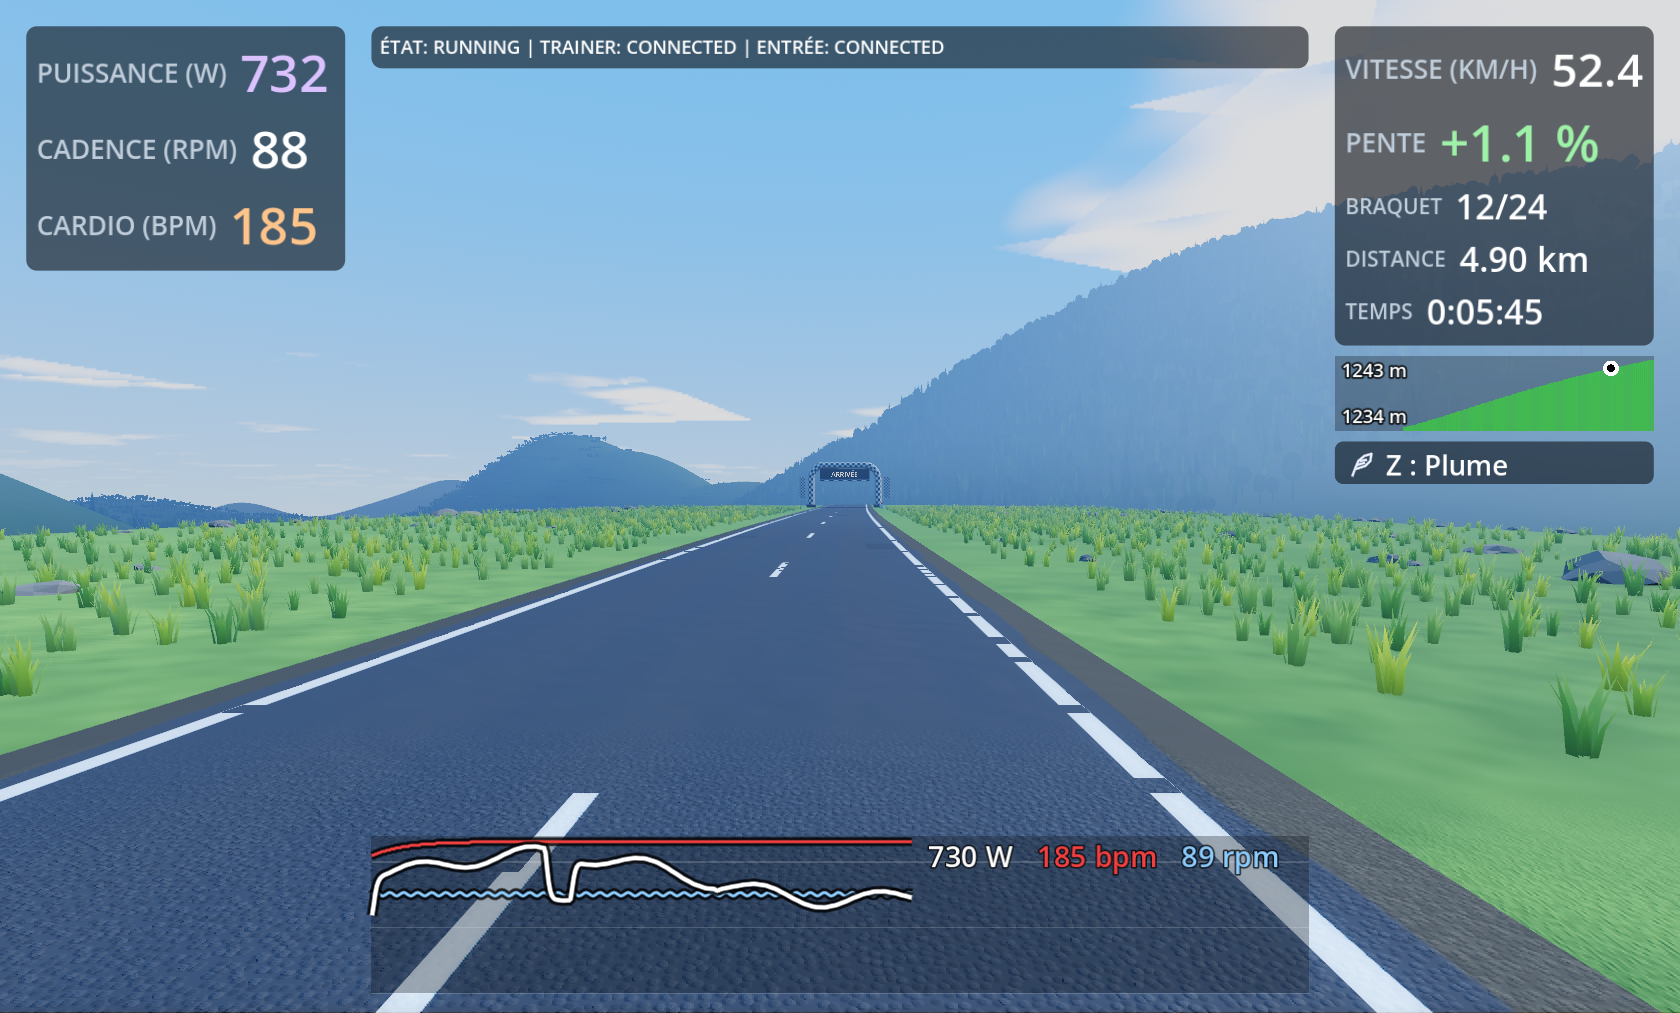 PUISSANCE (W) 732
CADENCE (RPM) 88
CARDIO (BPM) 185
ÉTAT: RUNNING | TRAINER: CONNECTED | ENTRÉE: CONNECTED
VITESSE (KM/H) 52.4
PENTE +1.1 %
BRAQUET 12/24
DISTANCE 4.90 km
TEMPS 0:05:45
1243 m
1234 m
Z : Plume
ARRIVÉE
730 W 185 bpm 89 rpm